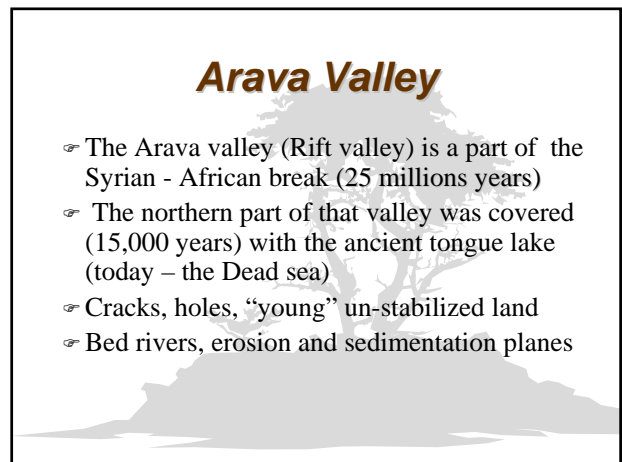 Arava Valley
☞ The Arava valley (Rift valley) is a part of the
Syrian - African break (25 millions years)
☞ The northern part of that valley was covered
(15,000 years) with the ancient tongue lake
(today – the Dead sea)
☞ Cracks, holes, “young” un-stabilized land
☞ Bed rivers, erosion and sedimentation planes